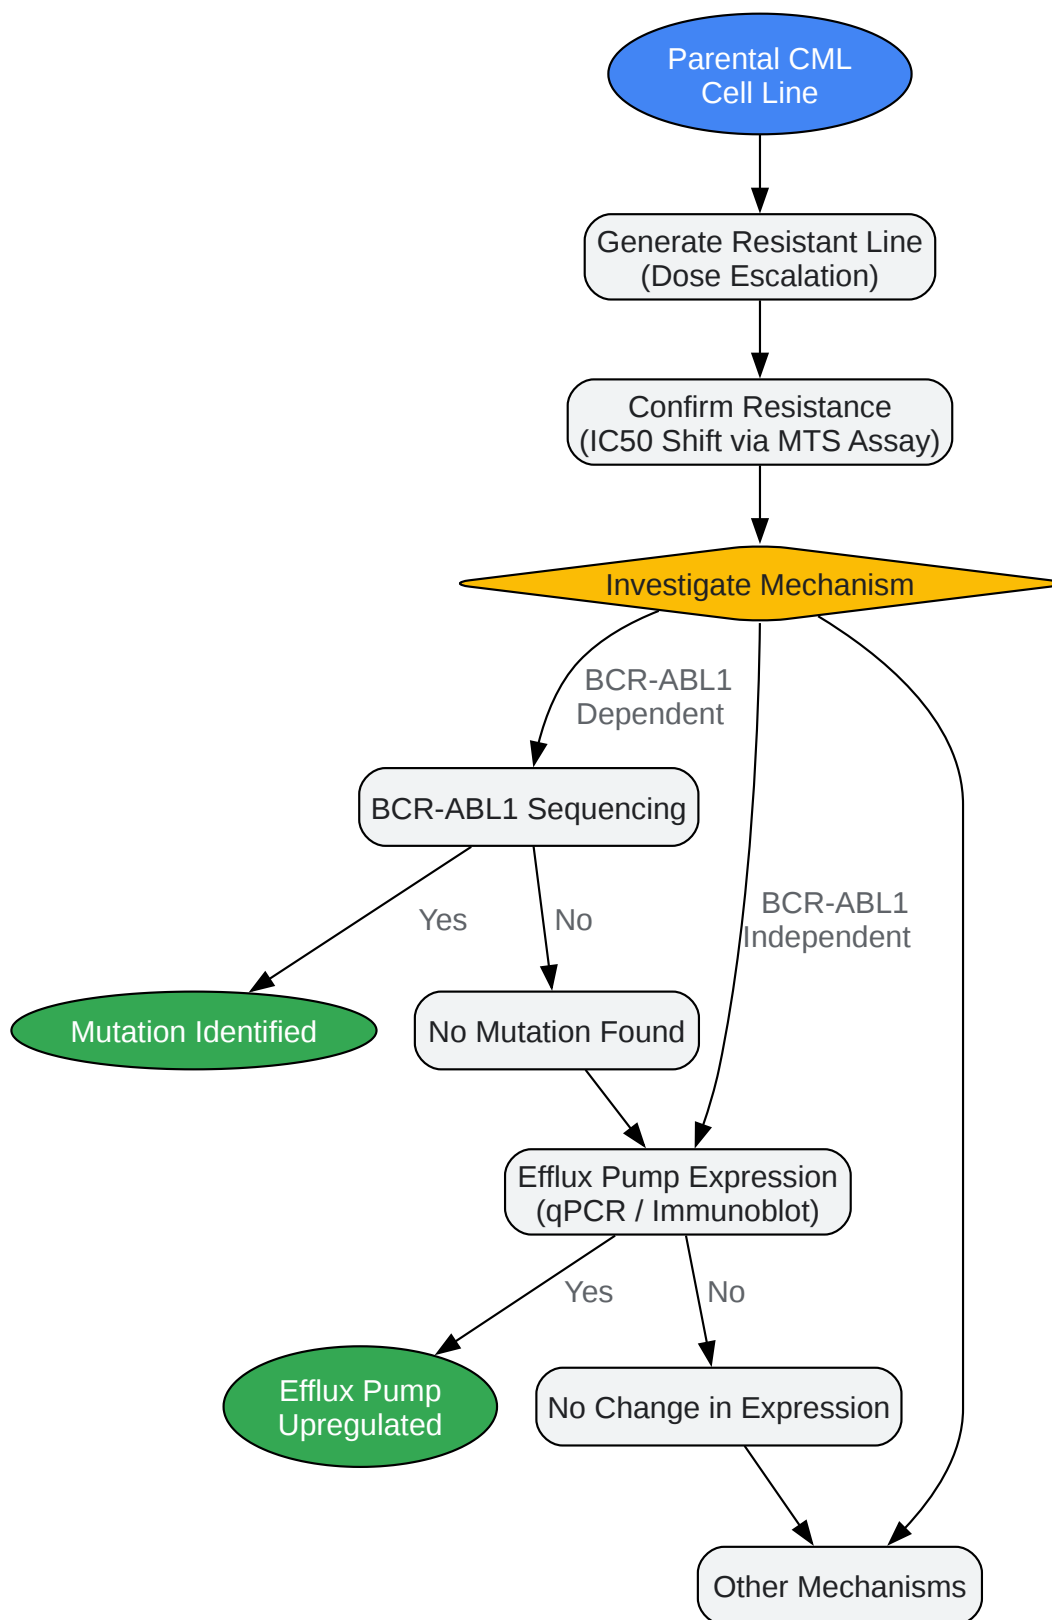 Parental CML
Cell Line
Generate Resistant Line
(Dose Escalation)
Confirm Resistance
(IC50 Shift via MTS Assay)
Investigate Mechanism
BCR-ABL1
Dependent
BCR-ABL1 Sequencing
BCR-ABL1
Independent
Yes
No
Mutation Identified
No Mutation Found
Efflux Pump Expression
(qPCR / Immunoblot)
Yes
No
Efflux Pump
Upregulated
No Change in Expression
Other Mechanisms